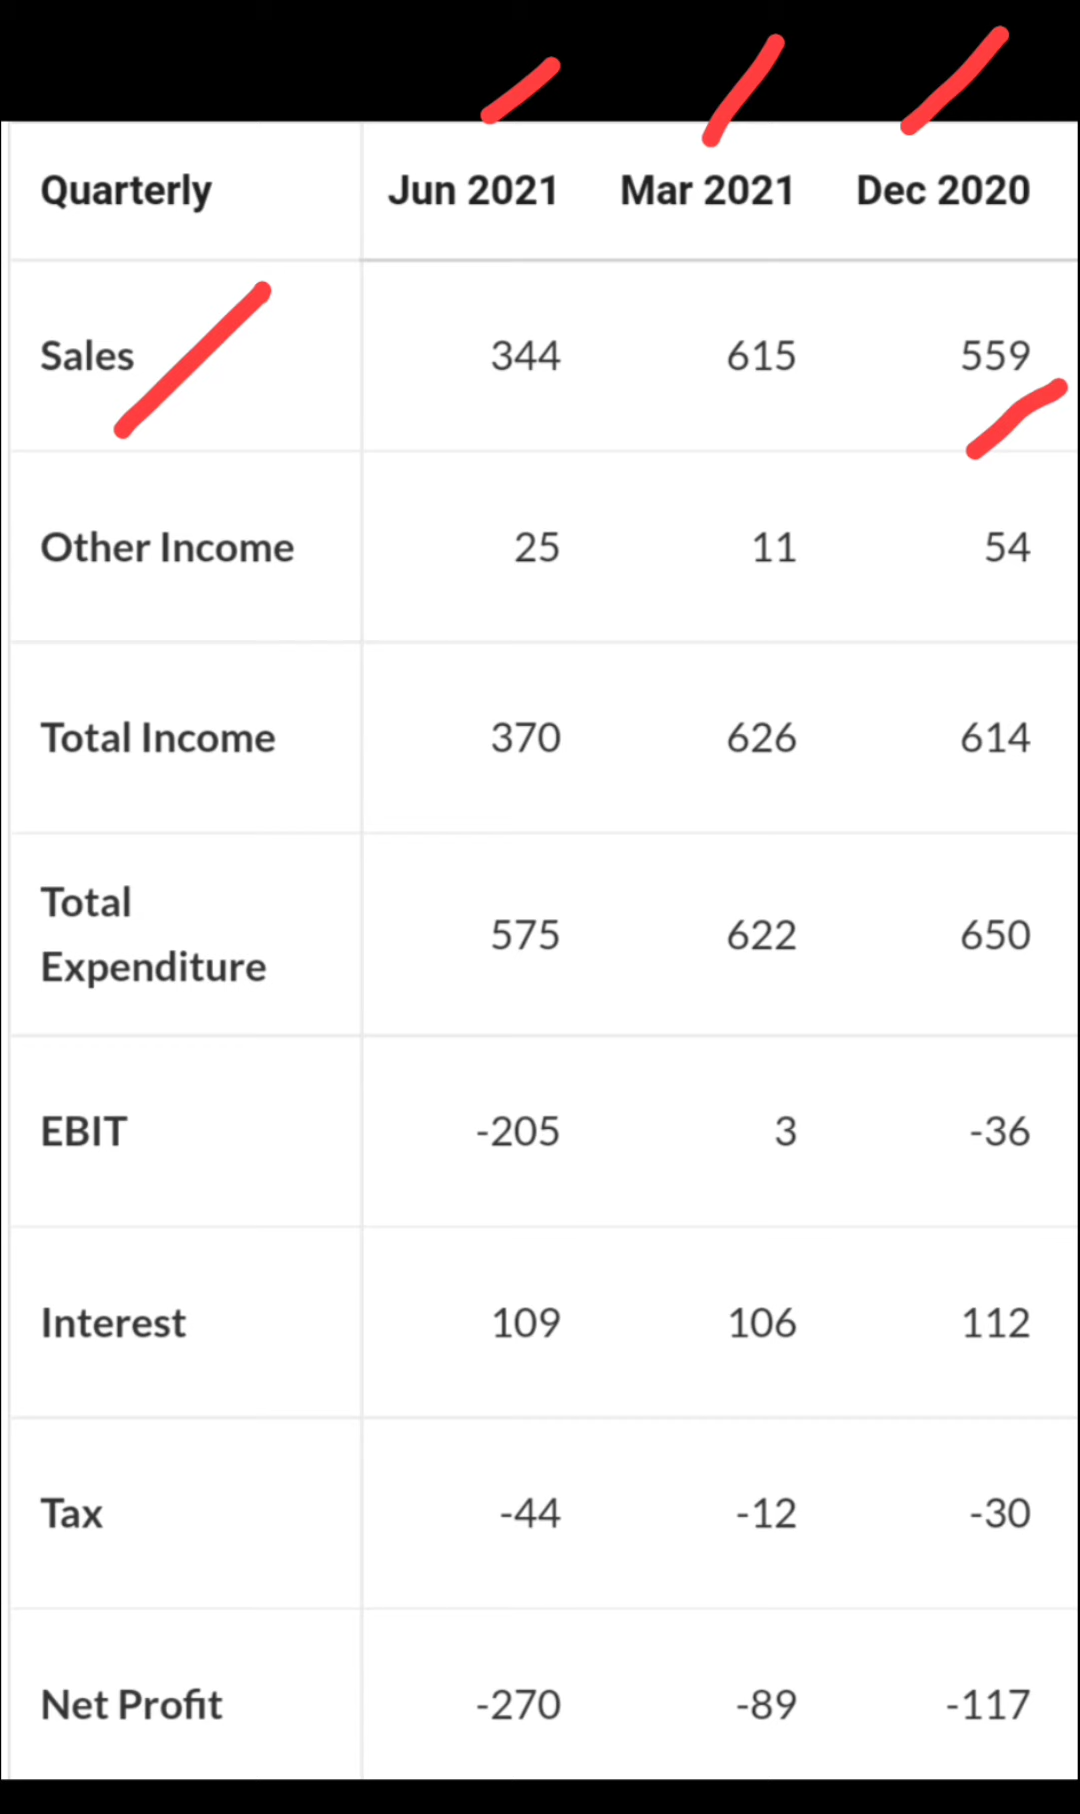 Quarterly Jun 2021 Mar 2021 Dec 2020
Sales 344 615 559
Other Income 25 11 54
Total Income 370 626 614
Total
Expenditure 575 622 650
EBIT -205 3 -36
Interest 109 106 112
Tax -44 -12 -30
Net Profit -270 -89 -117